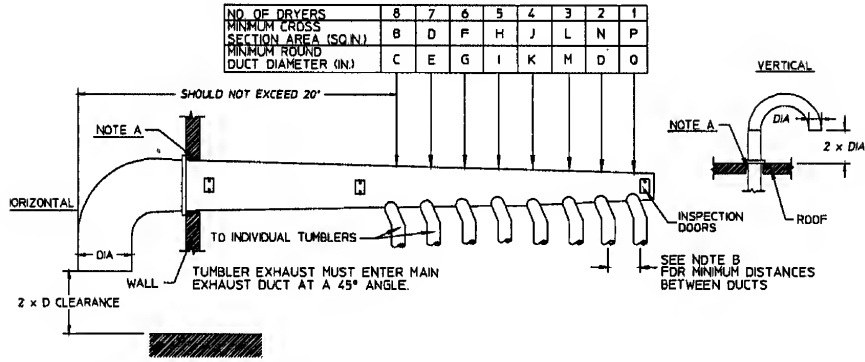 NO. OF DRYERS 8 7 6 5 4 3 2 1
MINIMUM CROSS SECTION AREA (SQ.IN.) B D F H J L N P
MINIMUM ROUND DUCT DIAMETER (IN.) C E G I K M O Q
SHOULD NOT EXCEED 20"
VERTICAL
NOTE A
DIA
NOTE A
2 x DIA
HORIZONTAL
ROOF
INSPECTION
DOORS
TO INDIVIDUAL TUMBLERS
DIA
WALL
TUMBLER EXHAUST MUST ENTER MAIN
EXHAUST DUCT AT A 45° ANGLE.
SEE NOTE B
FOR MINIMUM DISTANCES
BETWEEN DUCTS
2 x D CLEARANCE